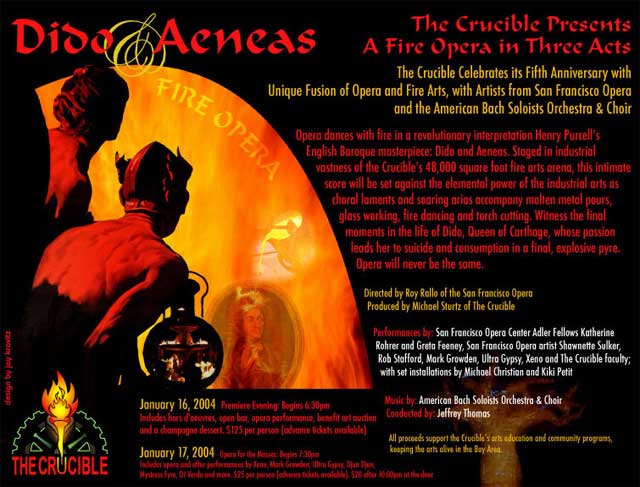 Dido & Aeneas
The Crucible Presents
A Fire Opera in Three Acts
FIRE OPERA
The Crucible Celebrates its Fifth Anniversary with
Unique Fusion of Opera and Fire Arts, with Artists from San Francisco Opera
and the American Bach Soloists Orchestra & Choir
Opera dances with fire in a revolutionary interpretation Henry Purcell's
English Baroque masterpiece: Dido and Aeneas. Staged in industrial
vastness of the Crucible's 48,000 square foot fire arts arena, this intimate
score will be set against the elemental power of the industrial arts as
choral laments and soaring arias accompany molten metal pours,
glass working, fire dancing and torch cutting. Witness the final
moments in the life of Dido, Queen of Carthage, whose passion
leads her to suicide and consumption in a final, explosive pyre.
Opera will never be the same.
Directed by Roy Rallo of the San Francisco Opera
Produced by Michael Sturtz of The Crucible
Performances by: San Francisco Opera Center Adler Fellows Katherine
Rohrer and Greta Feeney, San Francisco Opera artist Shawnette Sulker,
Rob Stafford, Mark Growden, Ultra Gypsy, Xeno and The Crucible faculty;
with set installations by Michael Christian and Kiki Petit
Music by: American Bach Soloists Orchestra & Choir
Conducted by: Jeffrey Thomas
All proceeds support the Crucible's arts education and community programs,
keeping the arts alive in the Bay Area.
January 16, 2004 Premiere Evening: Begins 6:30pm
Includes hors d'oeuvres, open bar, opera performance, benefit art auction
and a champagne dessert. $125 per person (advance tickets available)
January 17, 2004 Opera for the Masses: Begins 7:30pm
Includes opera and after performances by Xeno, Mark Growden, Ultra Gypsy, Djun Djun,
Mystress Fyre, DJ Verdo and more. $25 per person (advance tickets available). $20 after 10:00pm at the door
design by jay kravitz
THE CRUCIBLE